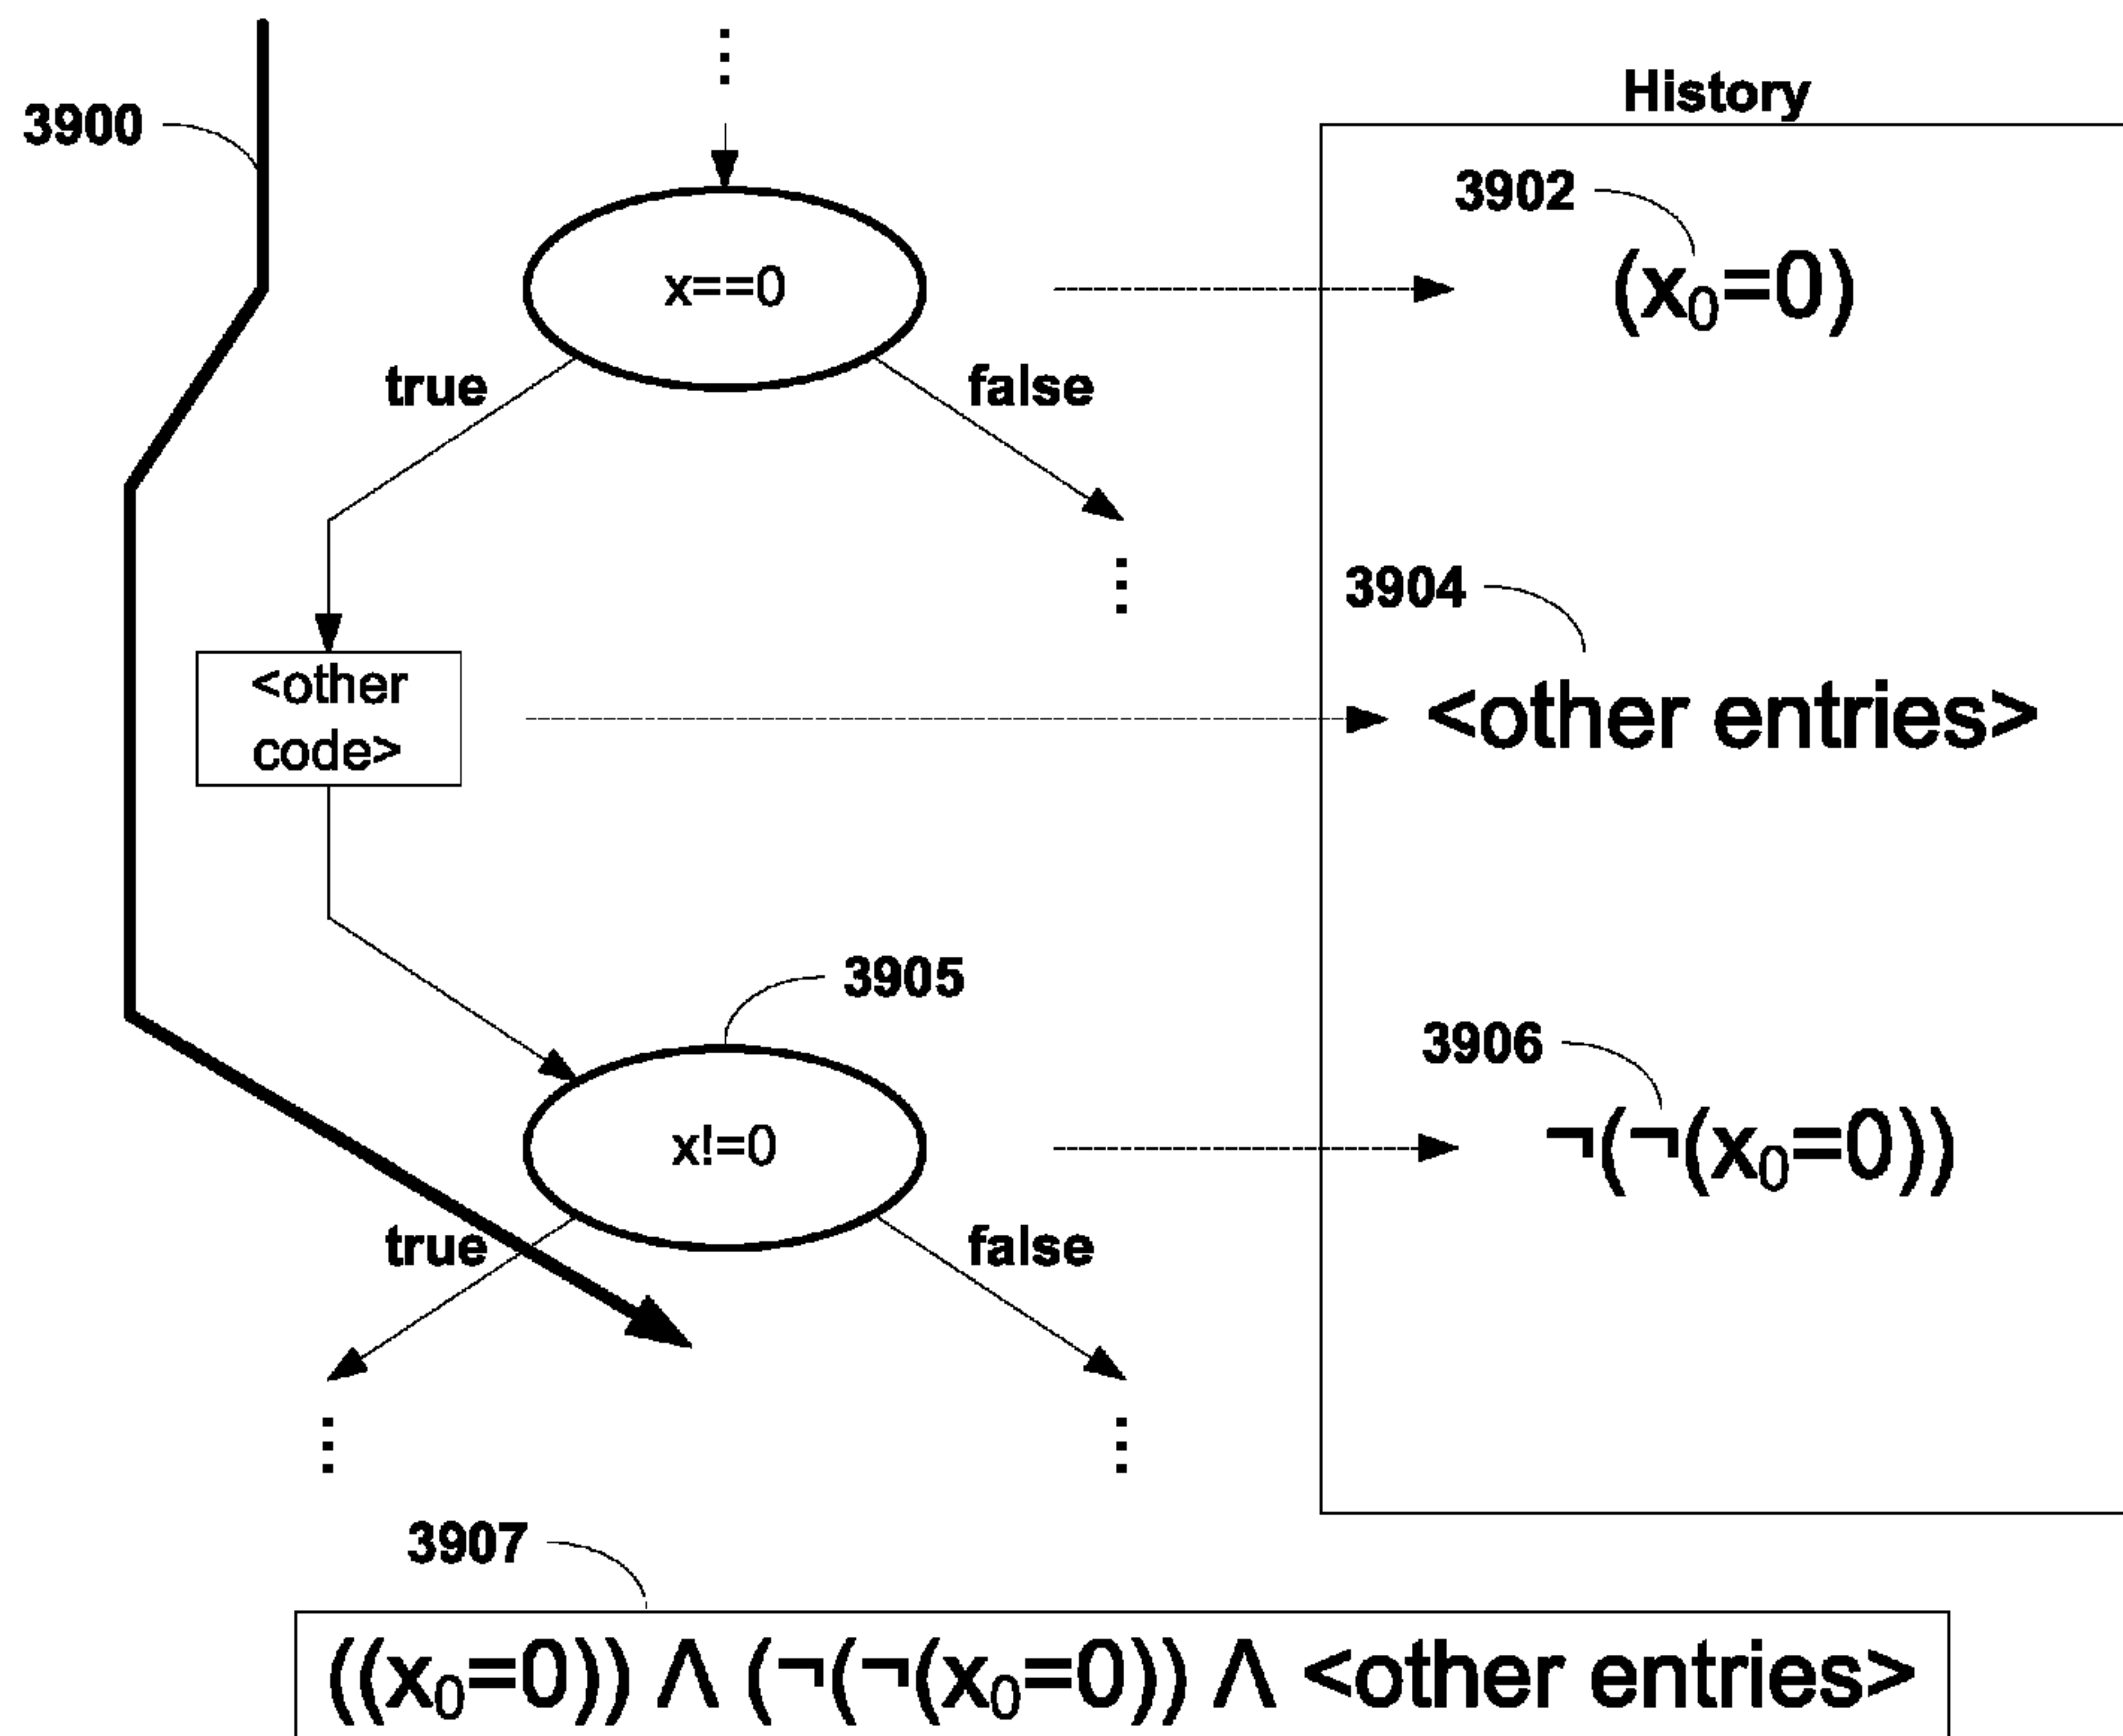 History
3900
3902
x==0
(x₀=0)
true
false
3904
<other
code>
<other entries>
3905
3906
x!=0
¬(¬(x₀=0))
true
false
3907
((x₀=0)) Λ (¬(¬(x₀=0)) Λ <other entries>